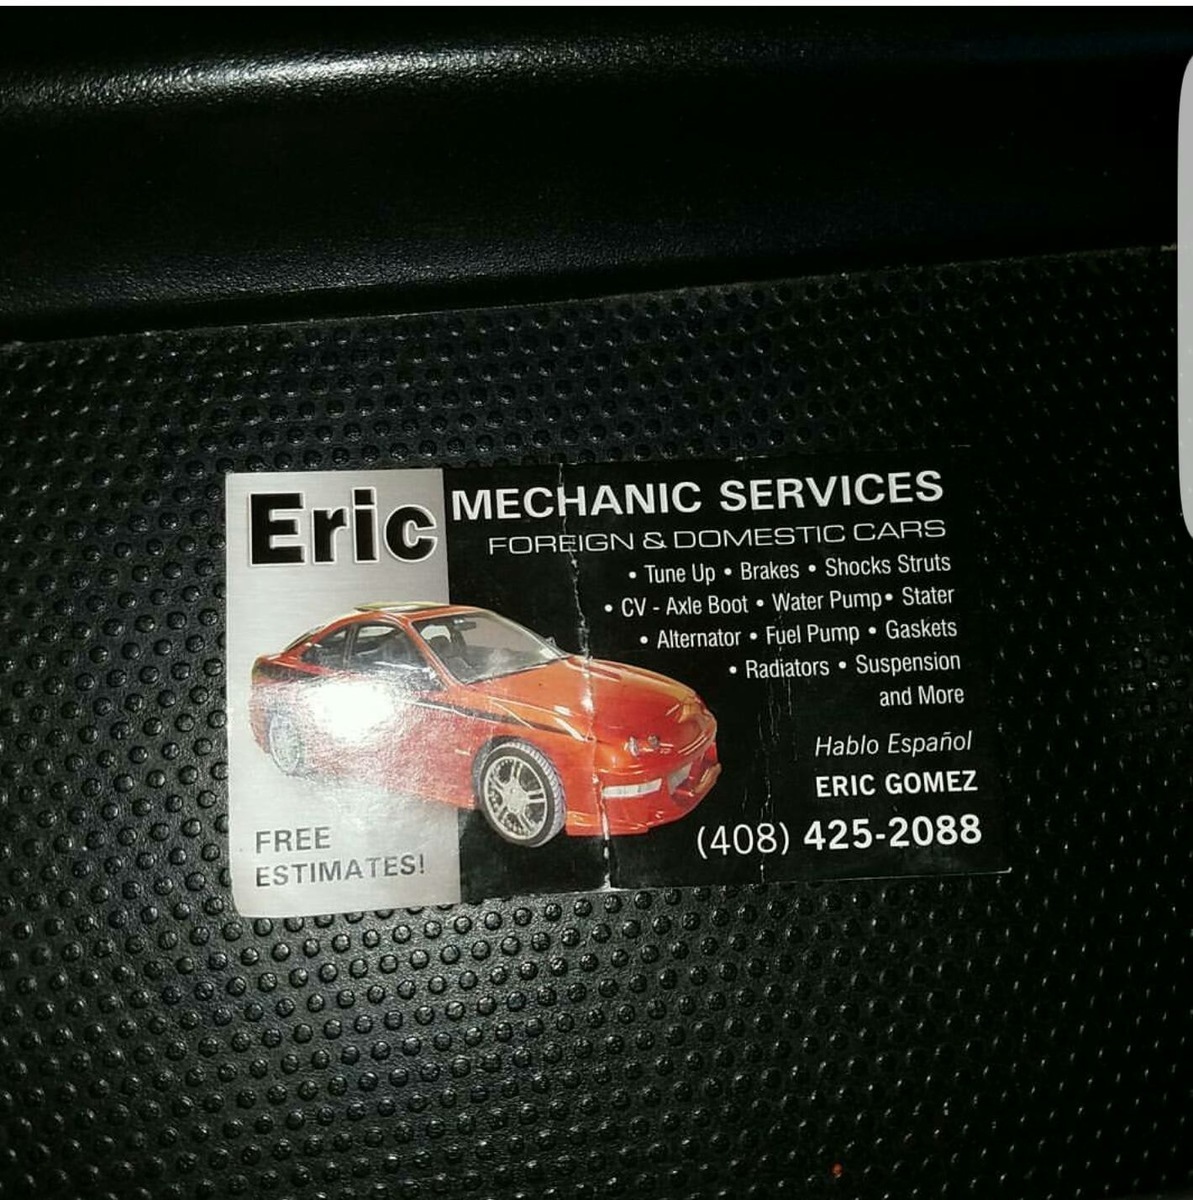 Eric MECHANIC SERVICES
FOREIGN & DOMESTIC CARS
• Tune Up • Brakes • Shocks Struts
• CV - Axle Boot • Water Pump• Stater
• Alternator • Fuel Pump • Gaskets
• Radiators • Suspension
and More
Hablo Español
ERIC GOMEZ
(408) 425-2088
FREE
ESTIMATES!